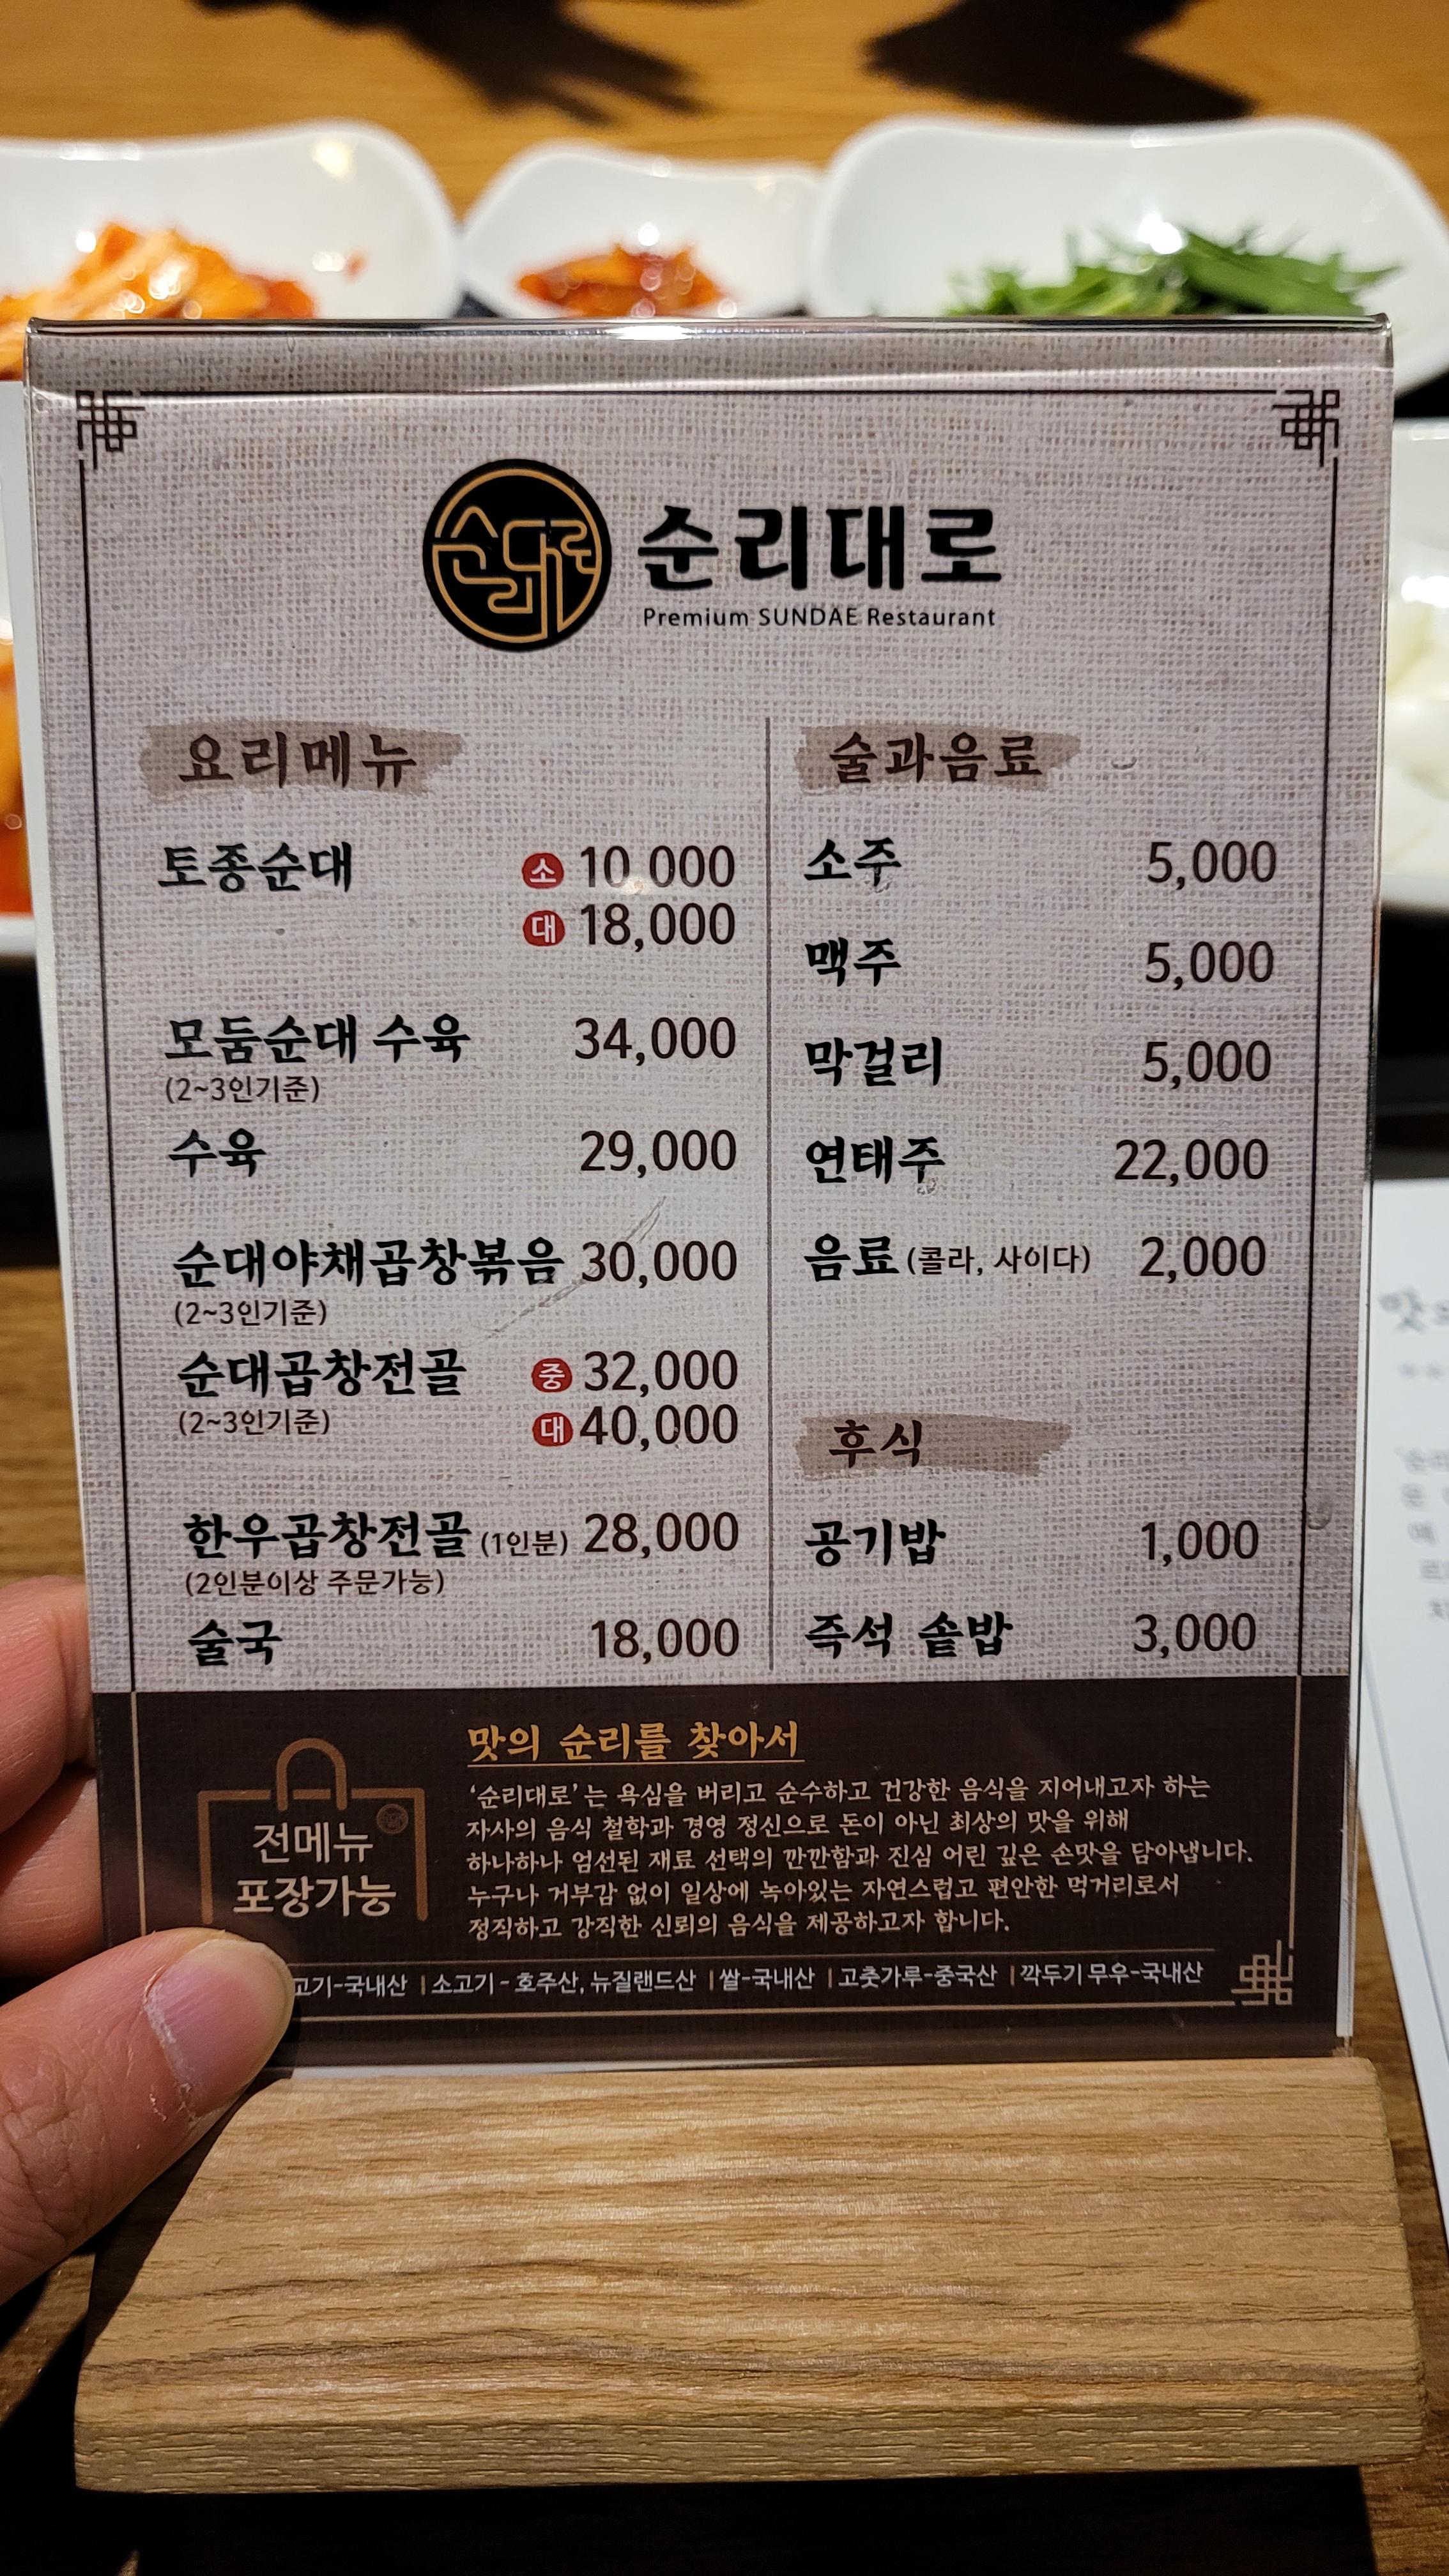 순대로
순리대로
Premium SUNDAE Restaurant
요리메뉴
토종순대 소 10,000
대 18,000
모둠순대 수육 34,000
(2~3인기준)
수육 29,000
순대야채곱창볶음 30,000
(2~3인기준)
순대곱창전골 중 32,000
(2~3인기준) 대 40,000
한우곱창전골 (1인분) 28,000
(2인분이상 주문가능)
술국 18,000
술과음료
소주 5,000
맥주 5,000
막걸리 5,000
연태주 22,000
음료 (콜라, 사이다) 2,000
후식
공기밥 1,000
즉석 솥밥 3,000
전메뉴
포장가능
맛의 순리를 찾아서
'순리대로'는 욕심을 버리고 순수하고 건강한 음식을 지어내고자 하는
자사의 음식 철학과 경영 정신으로 돈이 아닌 최상의 맛을 위해
하나하나 엄선된 재료 선택의 깐깐함과 진심 어린 깊은 손맛을 담아냅니다.
누구나 거부감 없이 일상에 녹아있는 자연스럽고 편안한 먹거리로서
정직하고 강직한 신뢰의 음식을 제공하고자 합니다.
고기-국내산 | 소고기 - 호주산, 뉴질랜드산 | 쌀-국내산 | 고춧가루-중국산 | 깍두기 무우-국내산